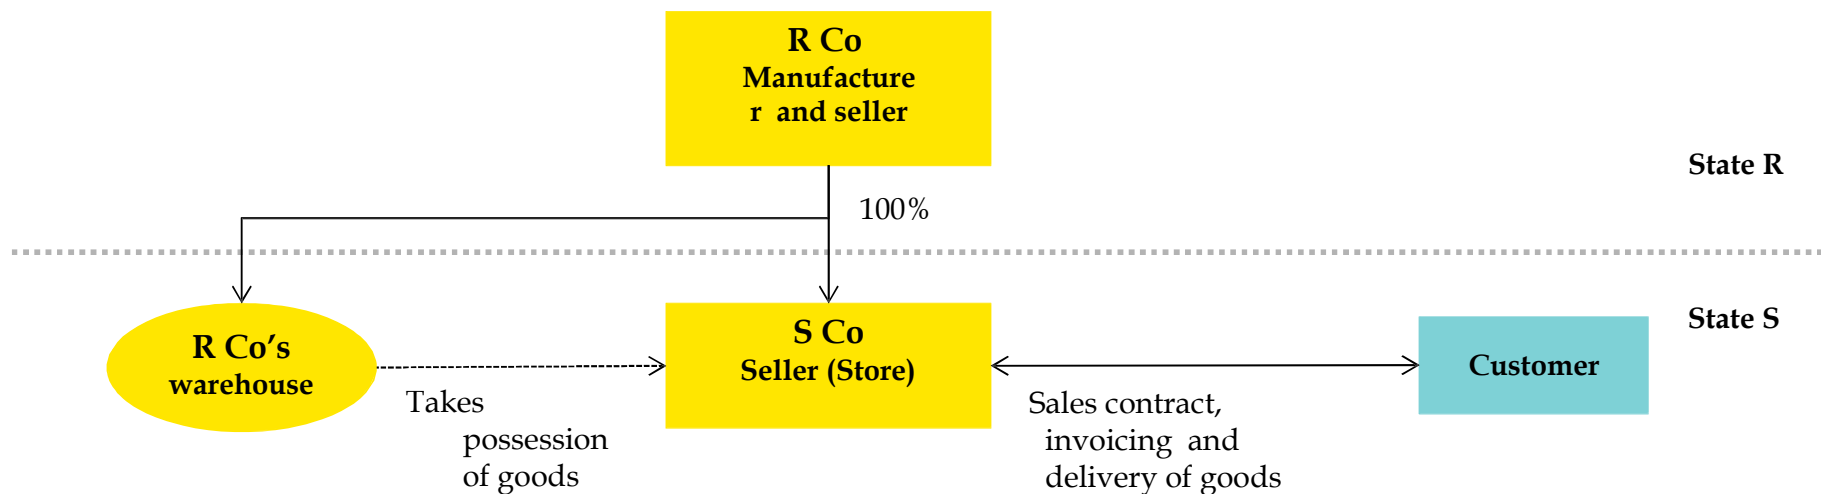 R Co
Manufacture
r and seller
State R
100%
R Co's
warehouse
S Co
Seller (Store)
Customer
State S
Takes
possession
of goods
Sales contract,
invoicing and
delivery of goods